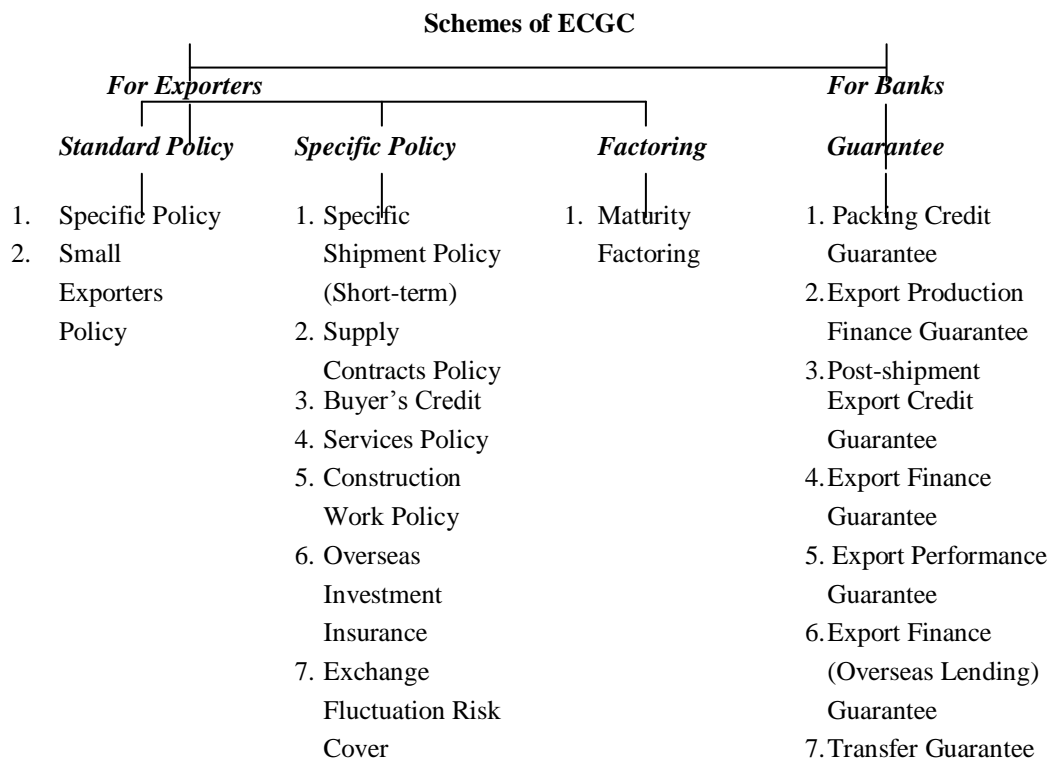 Schemes of ECGC
For Exporters
For Banks
Standard Policy
Specific Policy
Factoring
Guarantee
1. Specific Policy
2. Small
Exporters
Policy
1. Specific
Shipment Policy
(Short-term)
2. Supply
Contracts Policy
3. Buyer’s Credit
4. Services Policy
5. Construction
Work Policy
6. Overseas
Investment
Insurance
7. Exchange
Fluctuation Risk
Cover
1. Maturity
Factoring
1. Packing Credit
Guarantee
2.Export Production
Finance Guarantee
3.Post-shipment
Export Credit
Guarantee
4.Export Finance
Guarantee
5. Export Performance
Guarantee
6.Export Finance
(Overseas Lending)
Guarantee
7.Transfer Guarantee